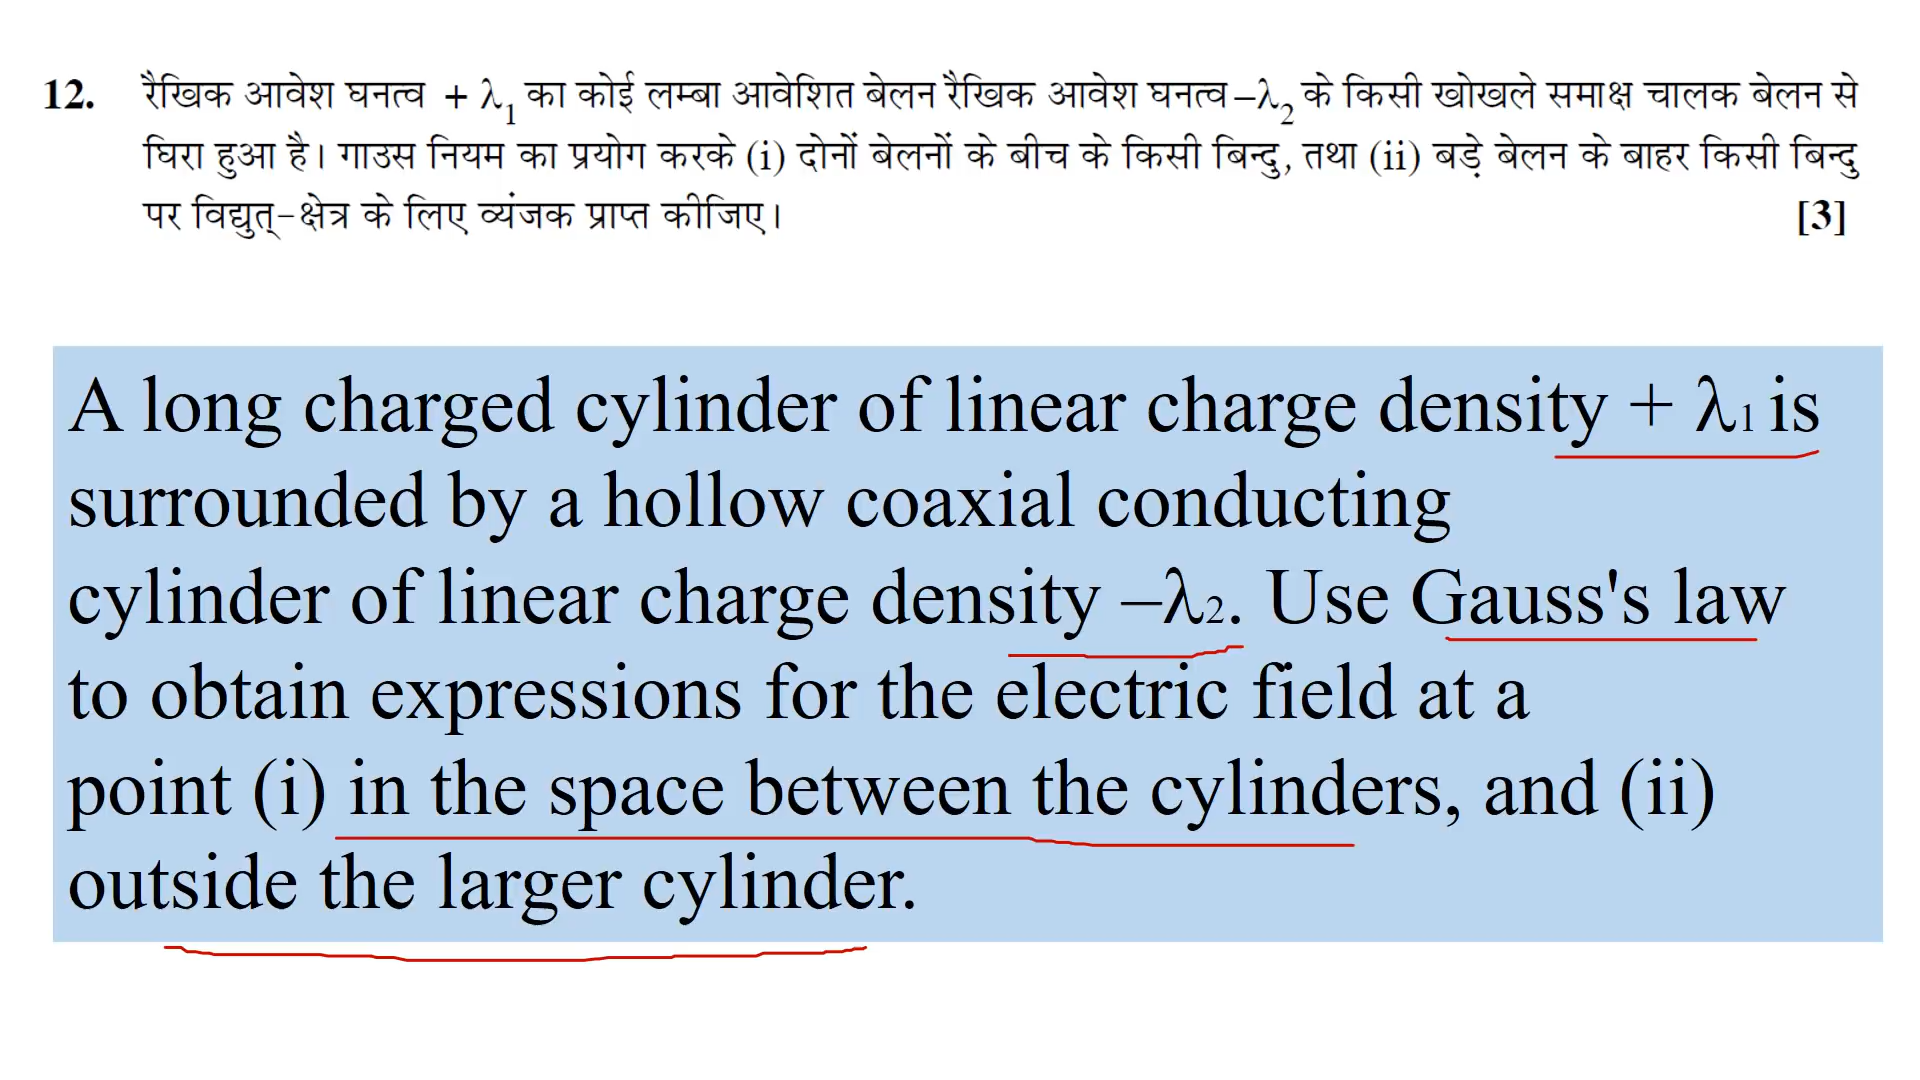 12. रैखिक आवेश घनत्व + λ1 का कोई लम्बा आवेशित बेलन रैखिक आवेश घनत्व –λ2 के किसी खोखले समाक्ष चालक बेलन से
घिरा हुआ है। गाउस नियम का प्रयोग करके (i) दोनों बेलनों के बीच के किसी बिन्दु, तथा (ii) बड़े बेलन के बाहर किसी बिन्दु
पर विद्युत्-क्षेत्र के लिए व्यंजक प्राप्त कीजिए। [3]
A long charged cylinder of linear charge density + λ1 is
surrounded by a hollow coaxial conducting
cylinder of linear charge density –λ2. Use Gauss's law
to obtain expressions for the electric field at a
point (i) in the space between the cylinders, and (ii)
outside the larger cylinder.